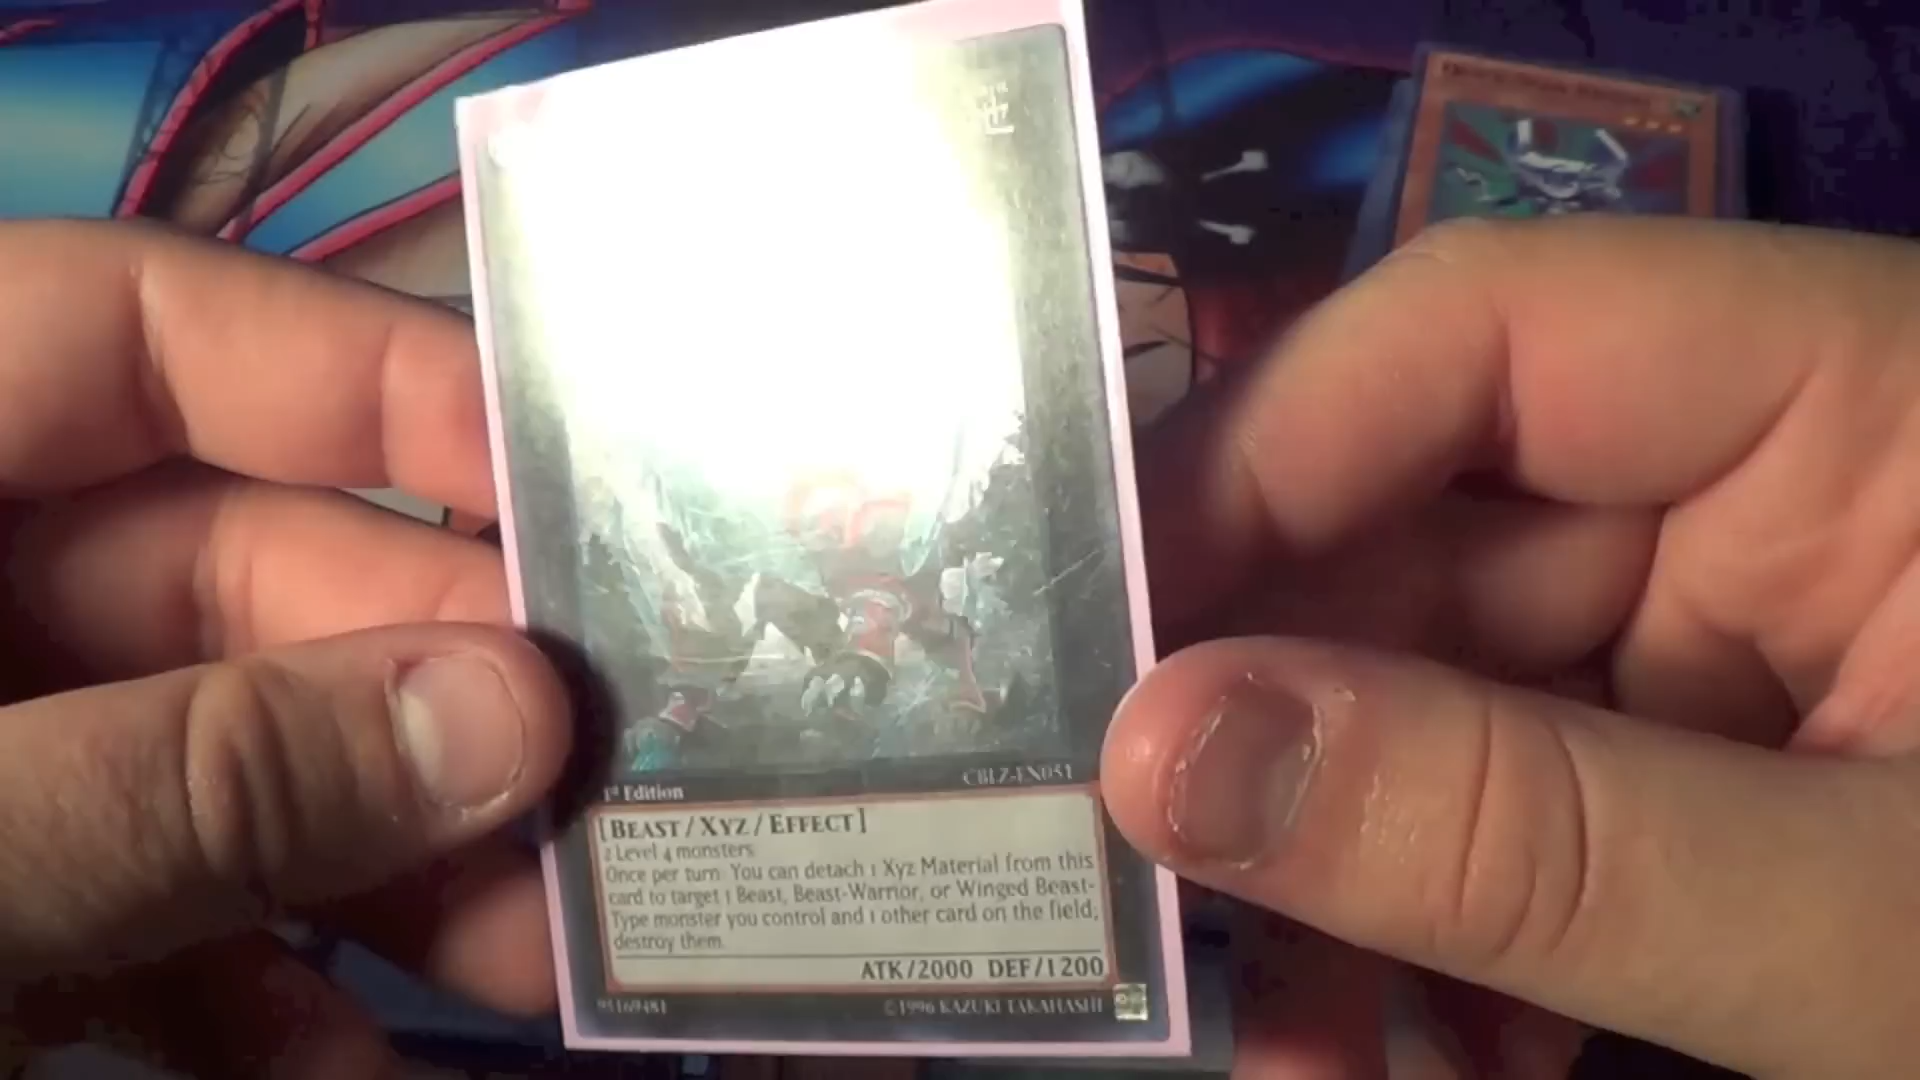 CBLZ-EN051
1st Edition
[BEAST/XYZ/EFFECT]
2 Level 4 monsters
Once per turn: You can detach 1 Xyz Material from this
card to target 1 Beast, Beast-Warrior, or Winged Beast-
Type monster you control and 1 other card on the field;
destroy them.
ATK/2000 DEF/1200
95169481
©1996 KAZUKI TAKAHASHI